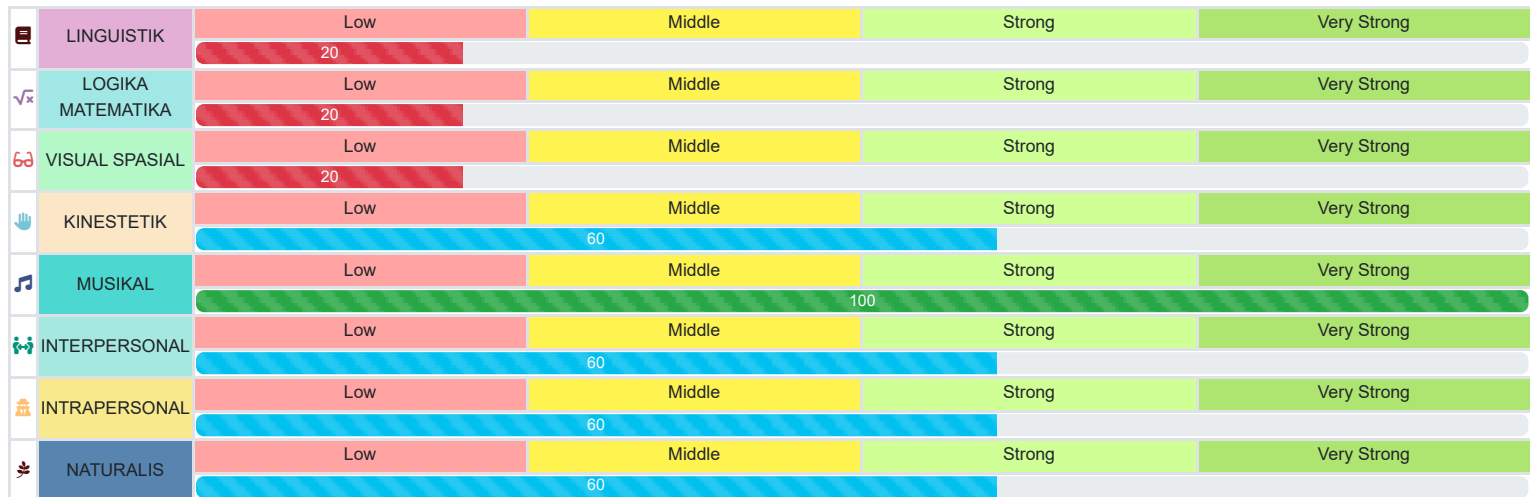 LINGUISTIK
Low Middle Strong Very Strong
20
LOGIKA
MATEMATIKA
Low Middle Strong Very Strong
20
VISUAL SPASIAL
Low Middle Strong Very Strong
20
KINESTETIK
Low Middle Strong Very Strong
60
MUSIKAL
Low Middle Strong Very Strong
100
INTERPERSONAL
Low Middle Strong Very Strong
60
INTRAPERSONAL
Low Middle Strong Very Strong
60
NATURALIS
Low Middle Strong Very Strong
60